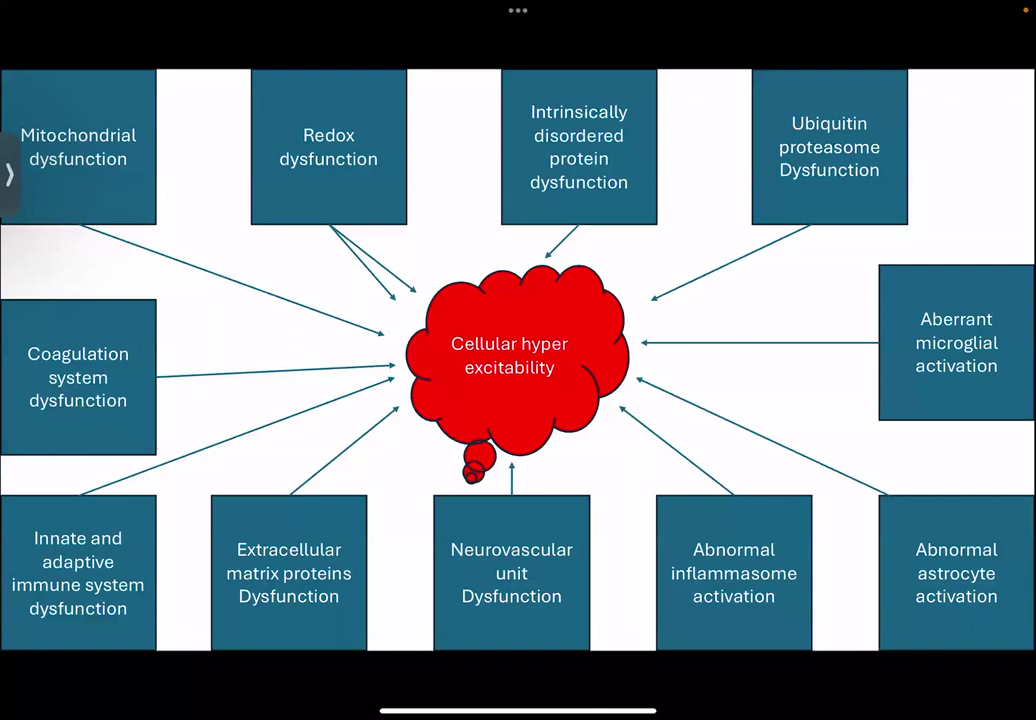 Mitochondrial
dysfunction
Redox
dysfunction
Intrinsically
disordered
protein
dysfunction
Ubiquitin
proteasome
Dysfunction
Cellular hyper
excitability
Aberrant
microglial
activation
Coagulation
system
dysfunction
Innate and
adaptive
immune system
dysfunction
Extracellular
matrix proteins
Dysfunction
Neurovascular
unit
Dysfunction
Abnormal
inflammasome
activation
Abnormal
astrocyte
activation